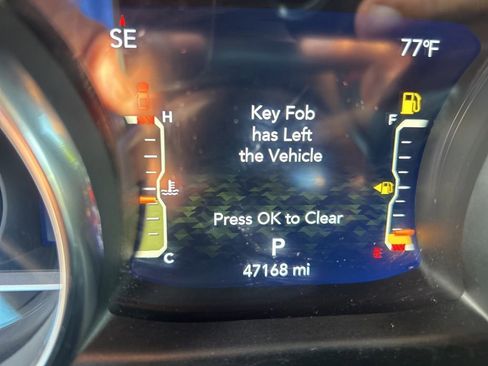 SE
77°F
H
F
Key Fob
has Left
the Vehicle
Press OK to Clear
C
E
P
47168 mi